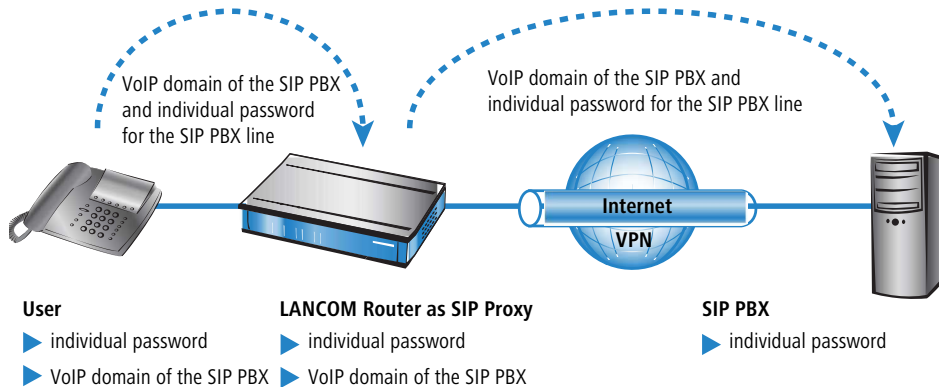 VoIP domain of the SIP PBX
and individual password
for the SIP PBX line
VoIP domain of the SIP PBX and
individual password for the SIP PBX line
Internet
VPN
User
individual password
VoIP domain of the SIP PBX
LANCOM Router as SIP Proxy
individual password
VoIP domain of the SIP PBX
SIP PBX
individual password